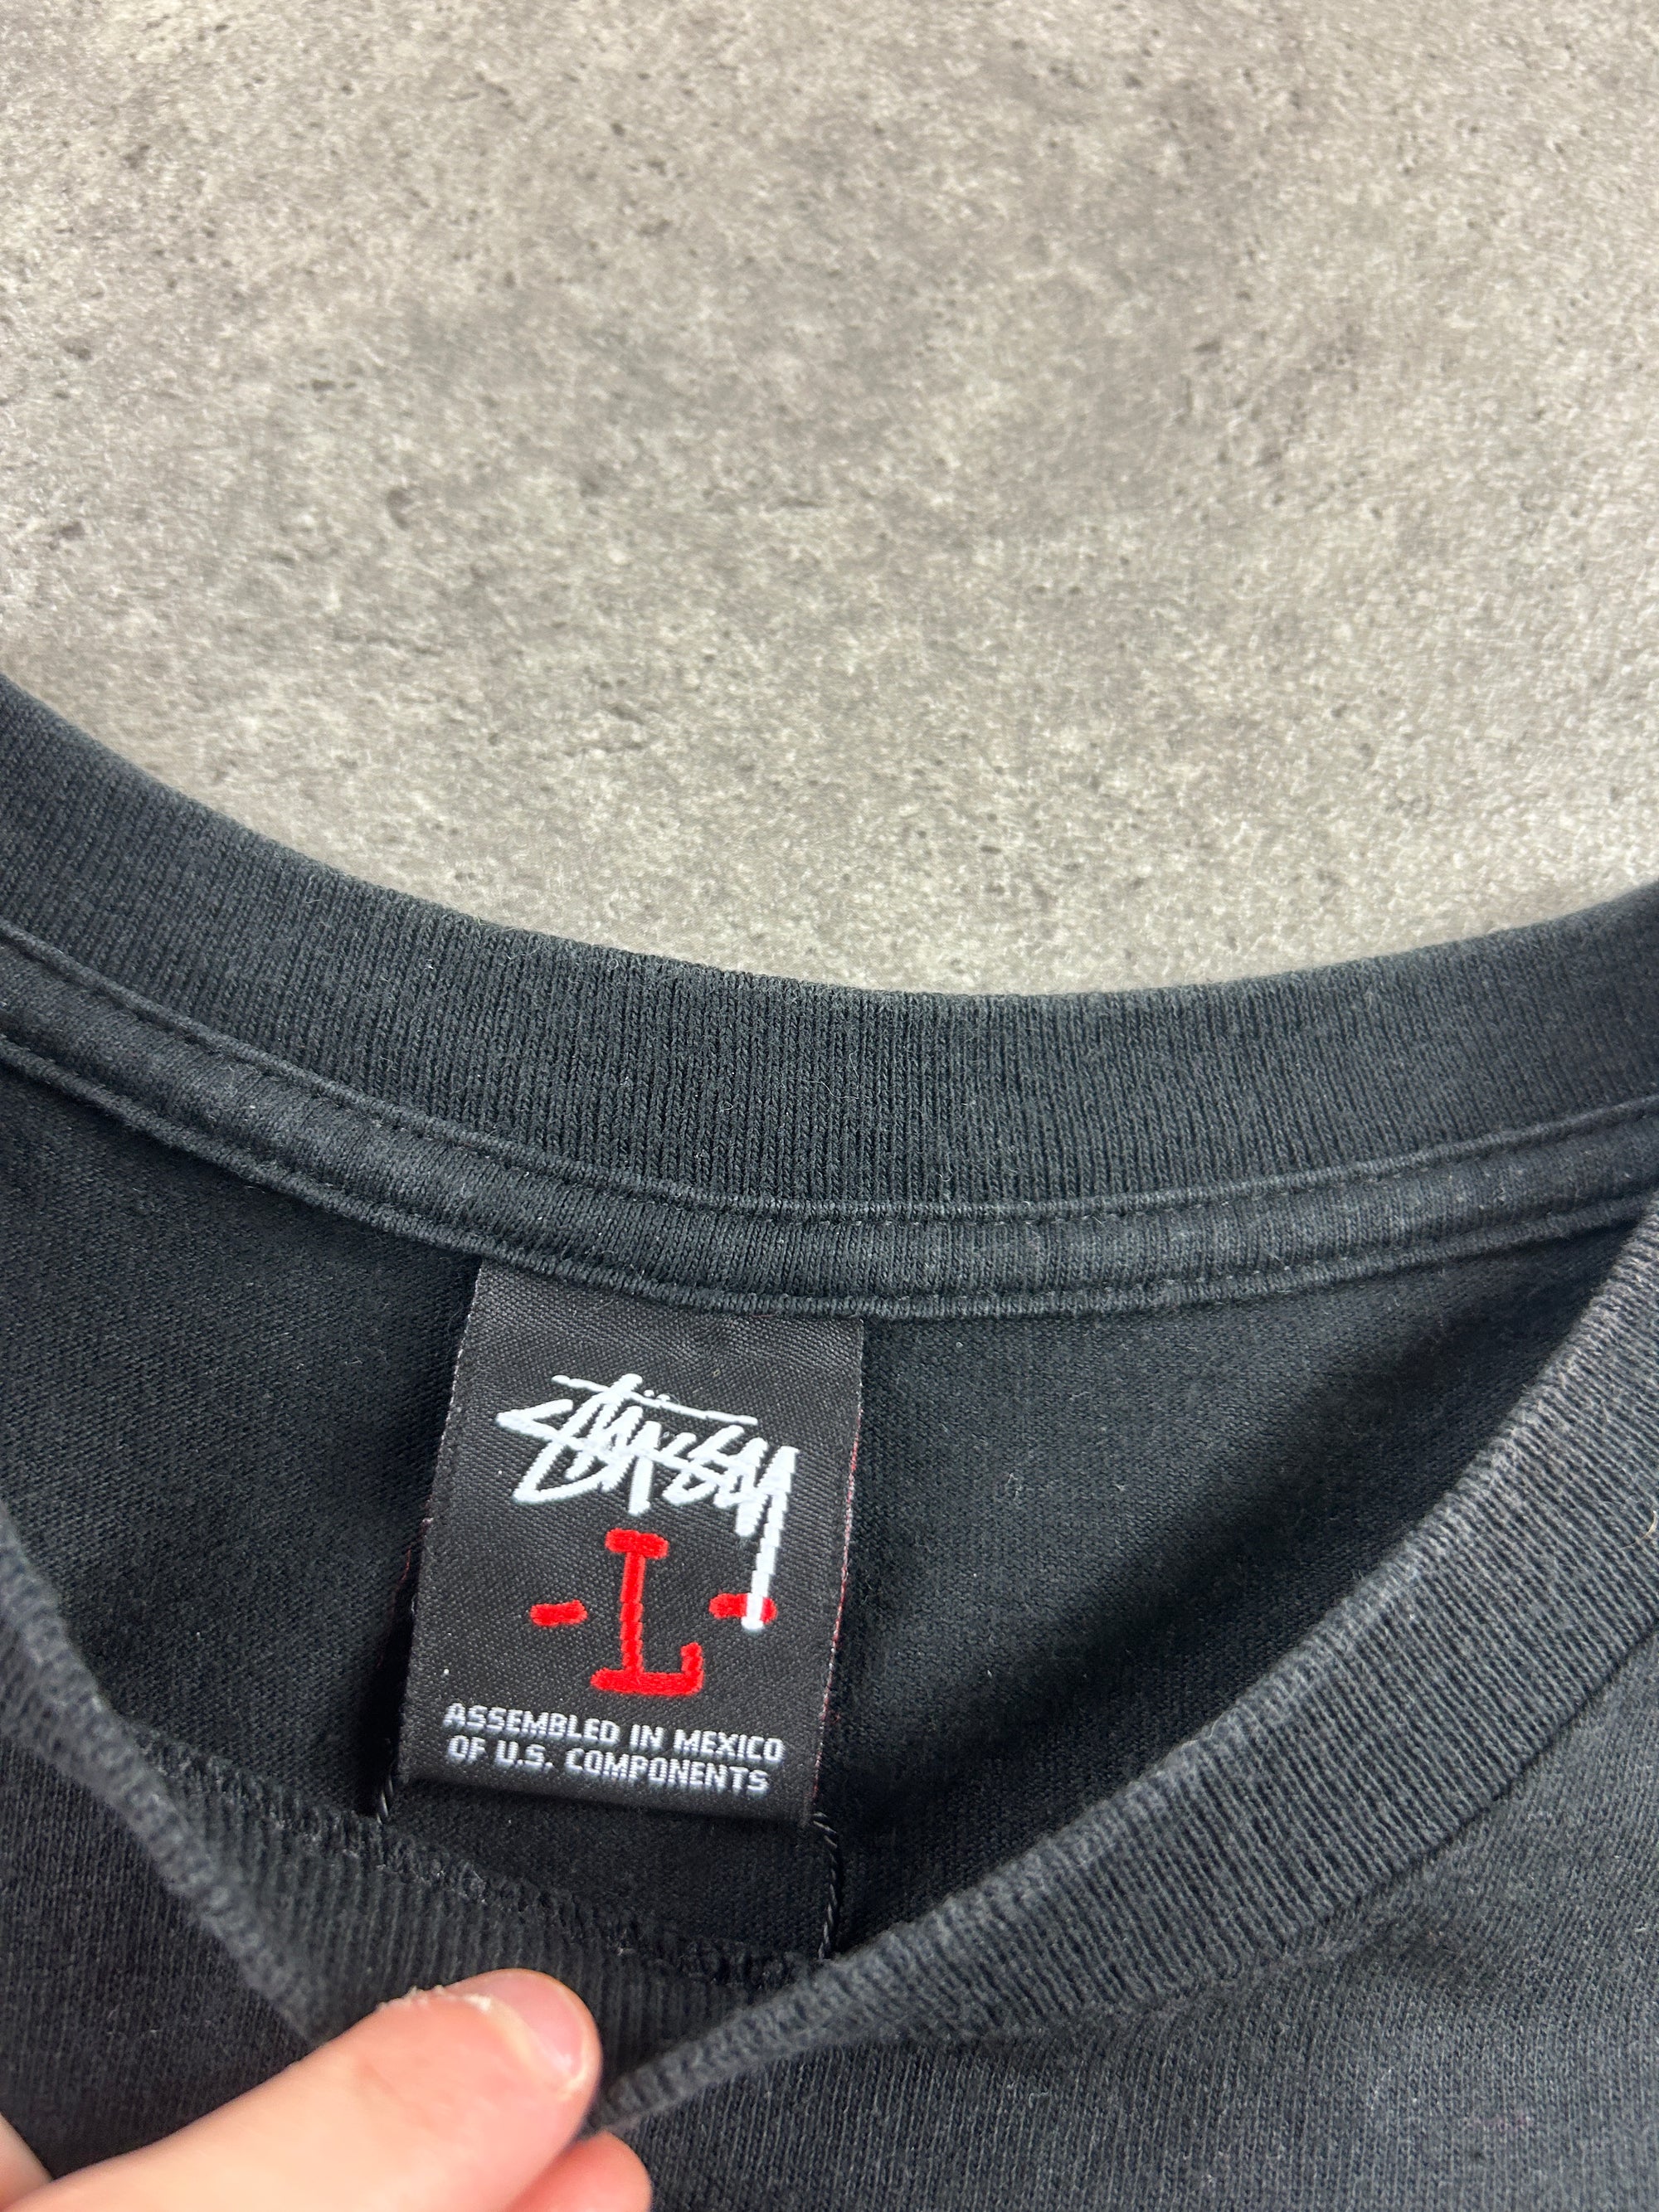 Stüssy
-L-
ASSEMBLED IN MEXICO
OF U.S. COMPONENTS